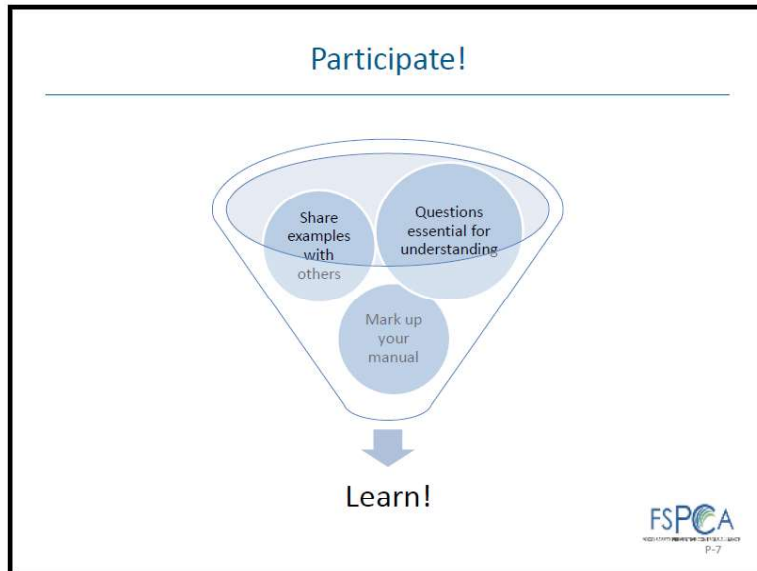 Participate!
Share
examples
with
others
Questions
essential for
understanding
Mark up
your
manual
Learn!
FSPCA
P-7